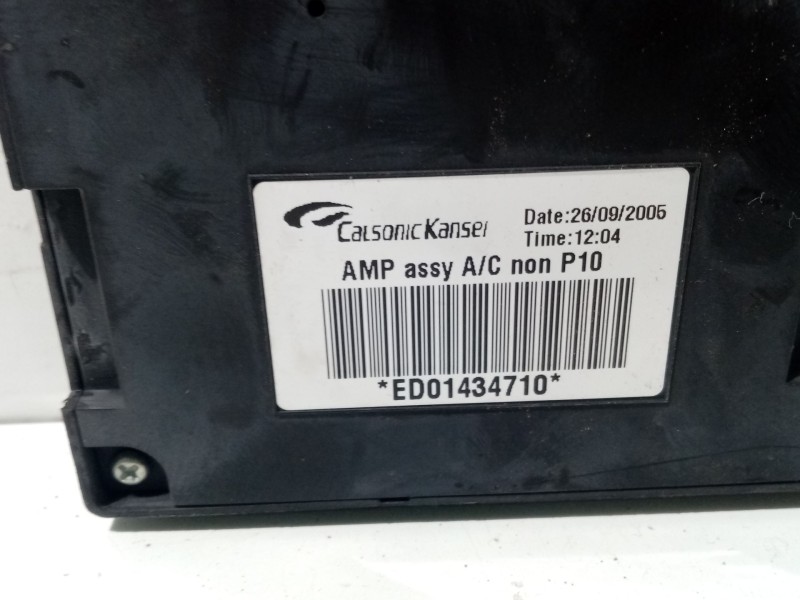 CalsonicKansei
Date:26/09/2005
Time:12:04
AMP assy A/C non P10
*ED01434710*